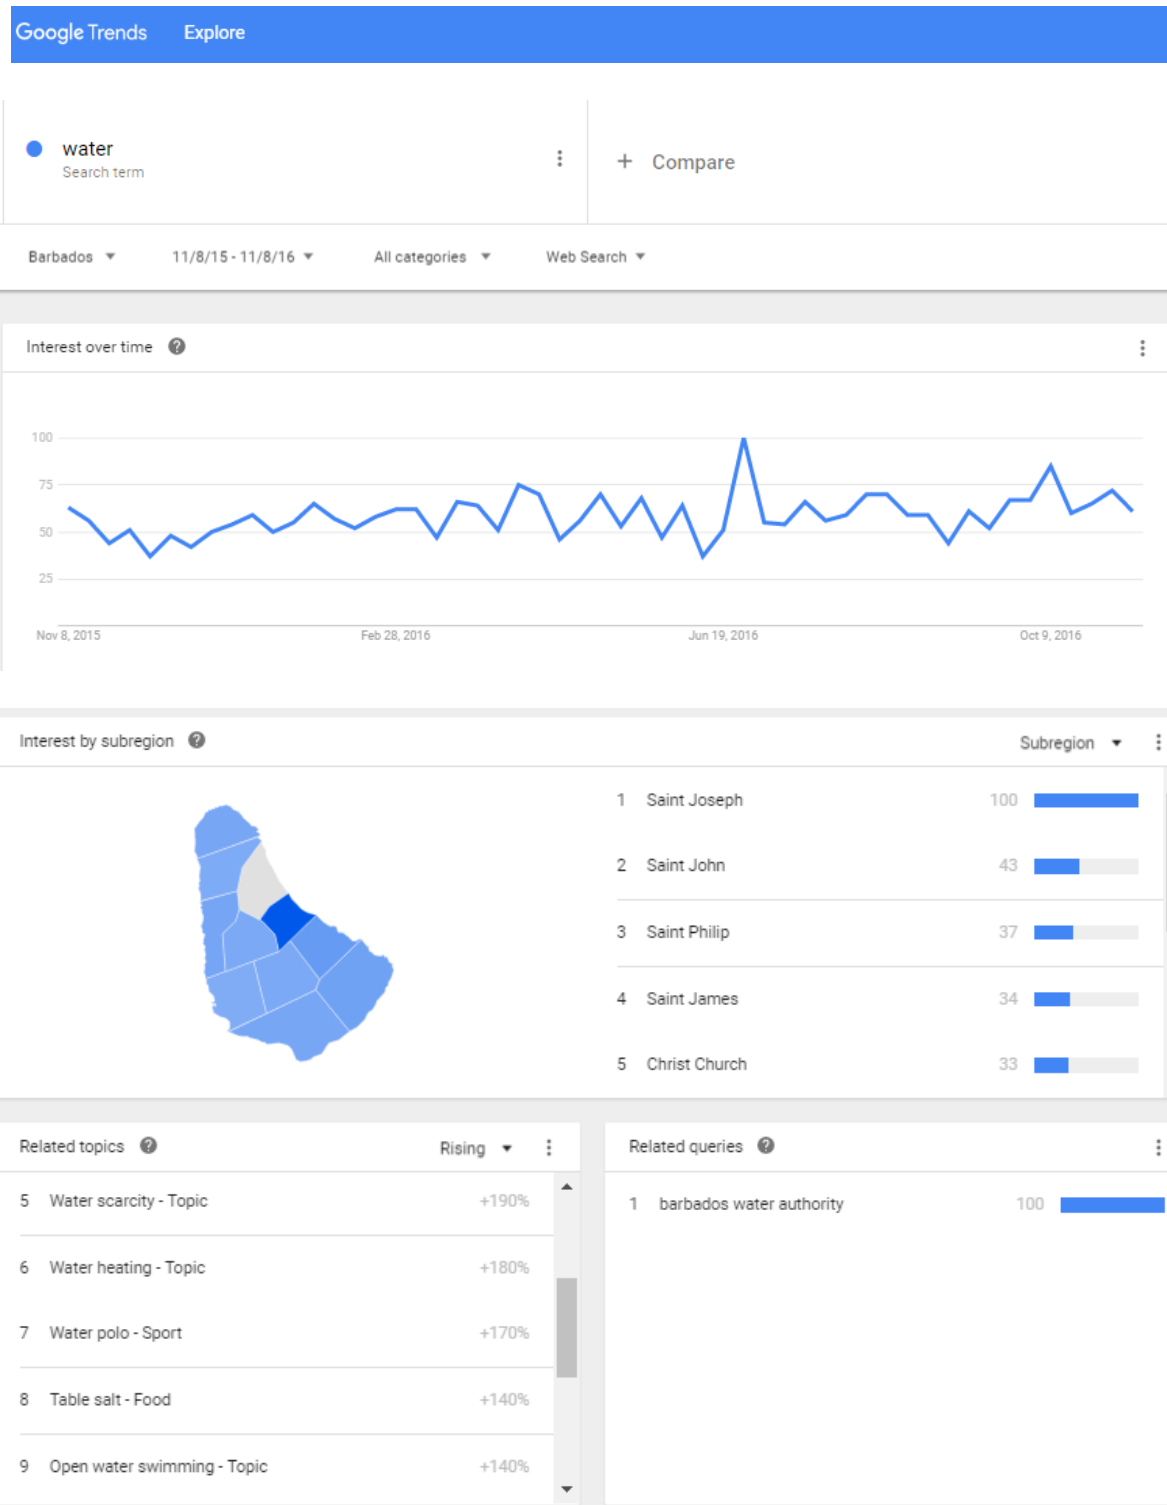 Google Trends Explore
water
Search term
+ Compare
Barbados 11/8/15 - 11/8/16 All categories Web Search
Interest over time ?
100
75
50
25
Nov 8, 2015 Feb 28, 2016 Jun 19, 2016 Oct 9, 2016
Interest by subregion ? Subregion
1 Saint Joseph 100
2 Saint John 43
3 Saint Philip 37
4 Saint James 34
5 Christ Church 33
Related topics ? Rising
5 Water scarcity - Topic +190%
6 Water heating - Topic +180%
7 Water polo - Sport +170%
8 Table salt - Food +140%
9 Open water swimming - Topic +140%
Related queries ?
1 barbados water authority 100